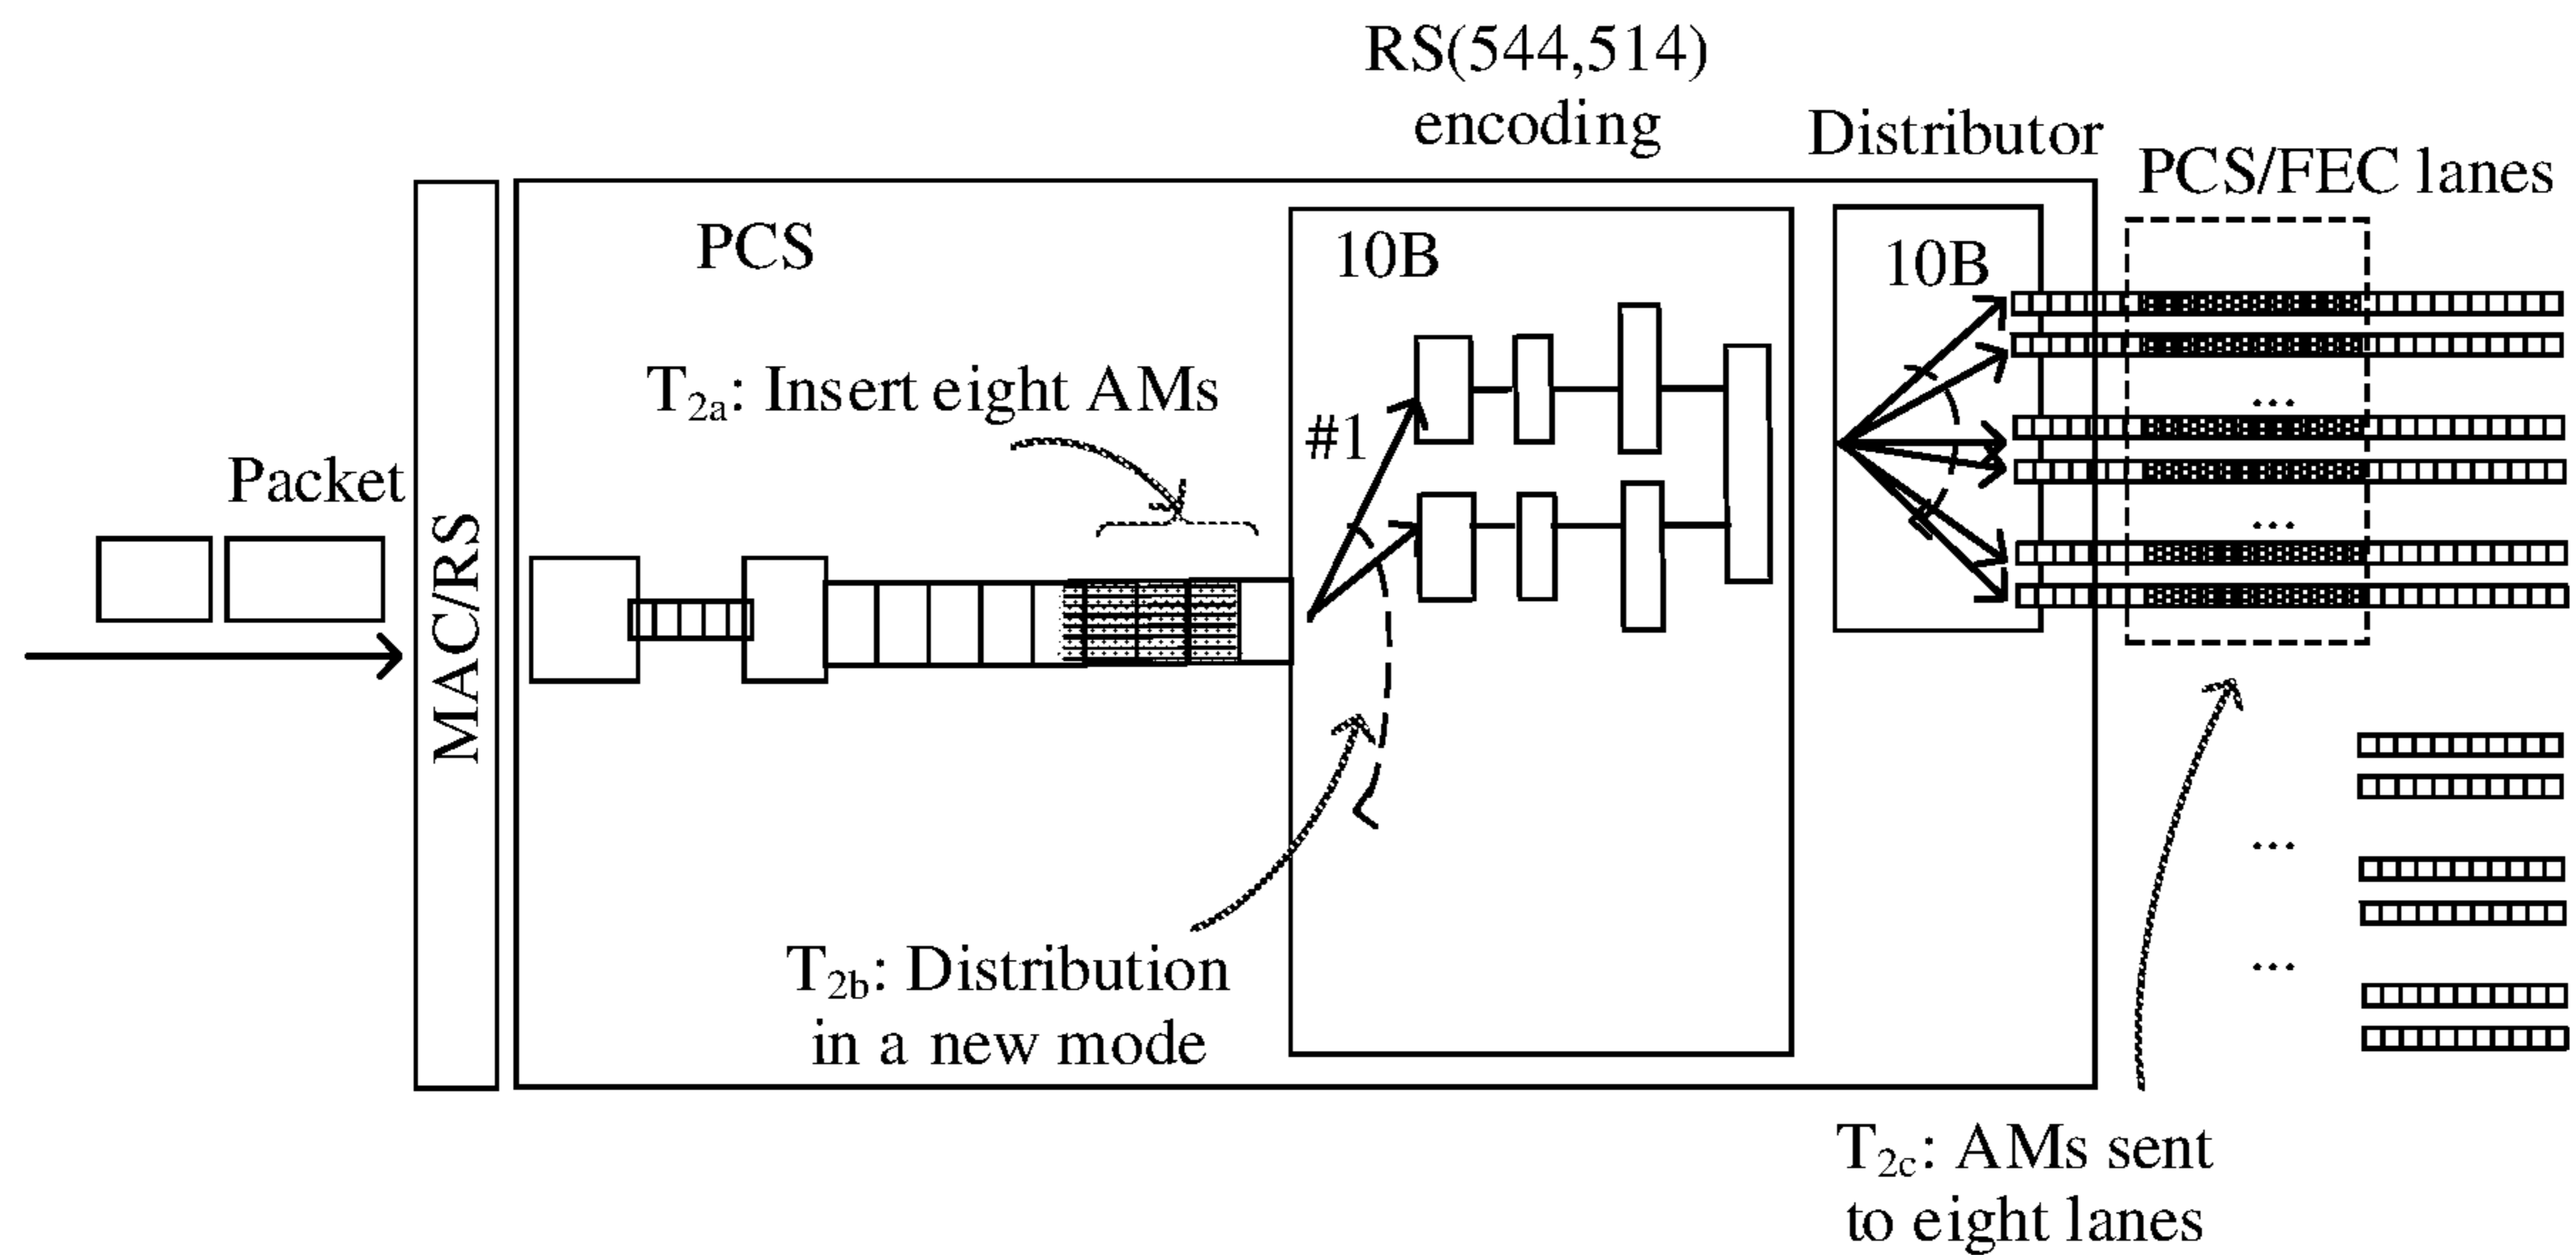 RS(544,514)
encoding
Distributor
PCS/FEC lanes
PCS
10B
10B
T2a: Insert eight AMs
#1
Packet
MAC/RS
...
...
T2b: Distribution
in a new mode
...
...
T2c: AMs sent
to eight lanes